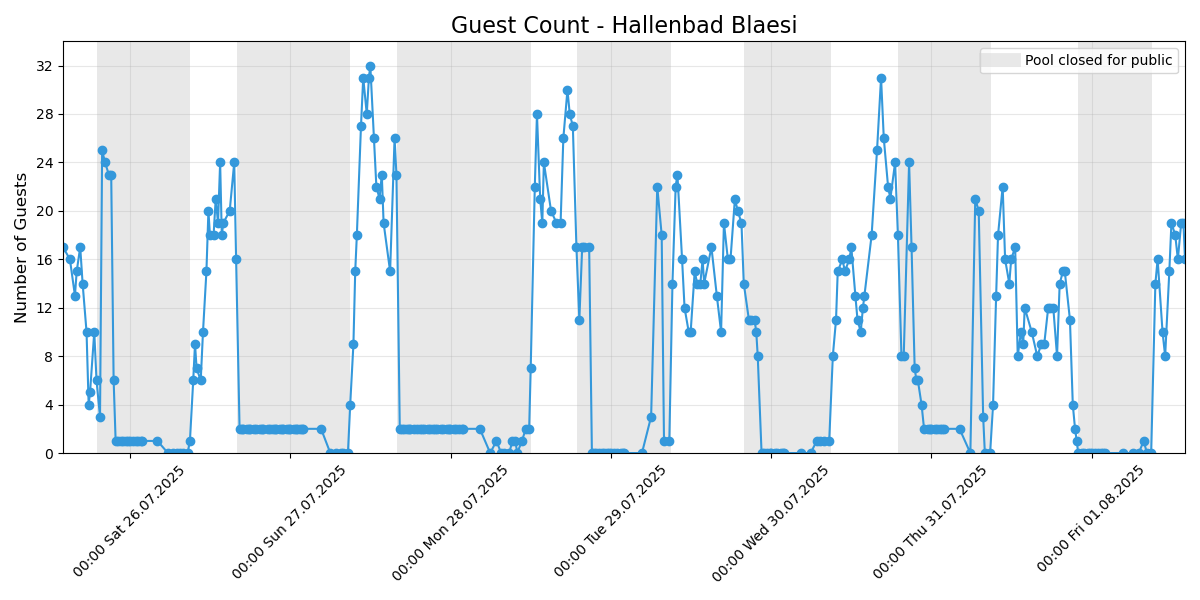 Guest Count - Hallenbad Blaesi
Pool closed for public
Number of Guests
32
28
24
20
16
12
8
4
0
00:00 Sat 26.07.2025
00:00 Sun 27.07.2025
00:00 Mon 28.07.2025
00:00 Tue 29.07.2025
00:00 Wed 30.07.2025
00:00 Thu 31.07.2025
00:00 Fri 01.08.2025